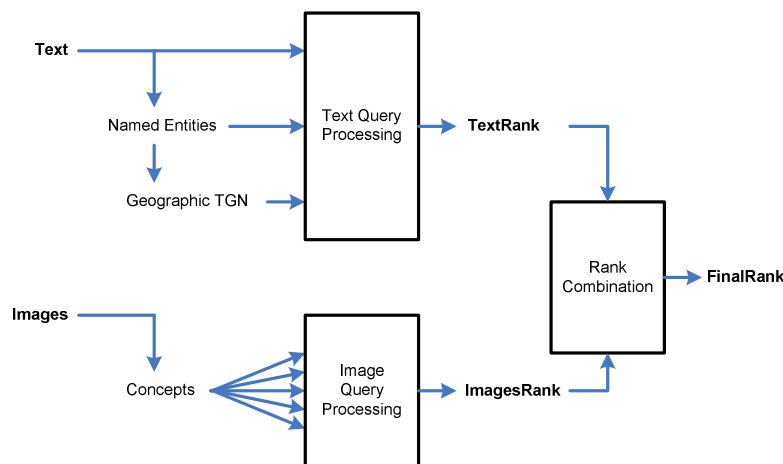 Text
Named Entities
Geographic TGN
Text Query
Processing
TextRank
Rank
Combination
FinalRank
Images
Concepts
Image
Query
Processing
ImagesRank